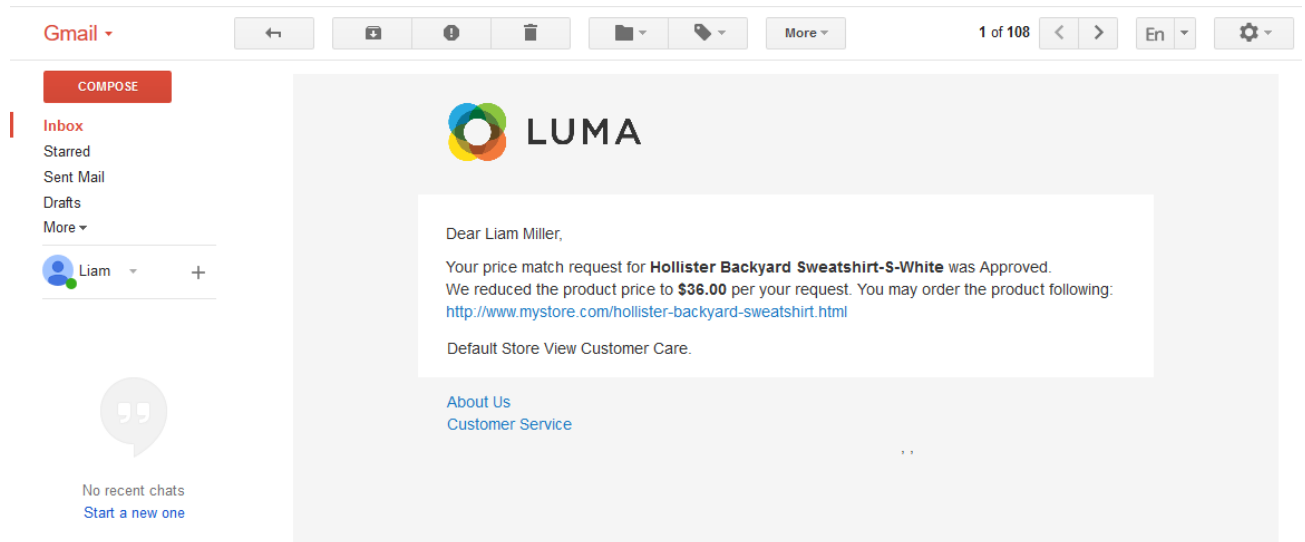 Gmail
More
1 of 108
En
COMPOSE
Inbox
Starred
Sent Mail
Drafts
More
Liam
No recent chats
Start a new one
LUMA
Dear Liam Miller,
Your price match request for Hollister Backyard Sweatshirt-S-White was Approved.
We reduced the product price to $36.00 per your request. You may order the product following:
http://www.mystore.com/hollister-backyard-sweatshirt.html
Default Store View Customer Care.
About Us
Customer Service
, ,